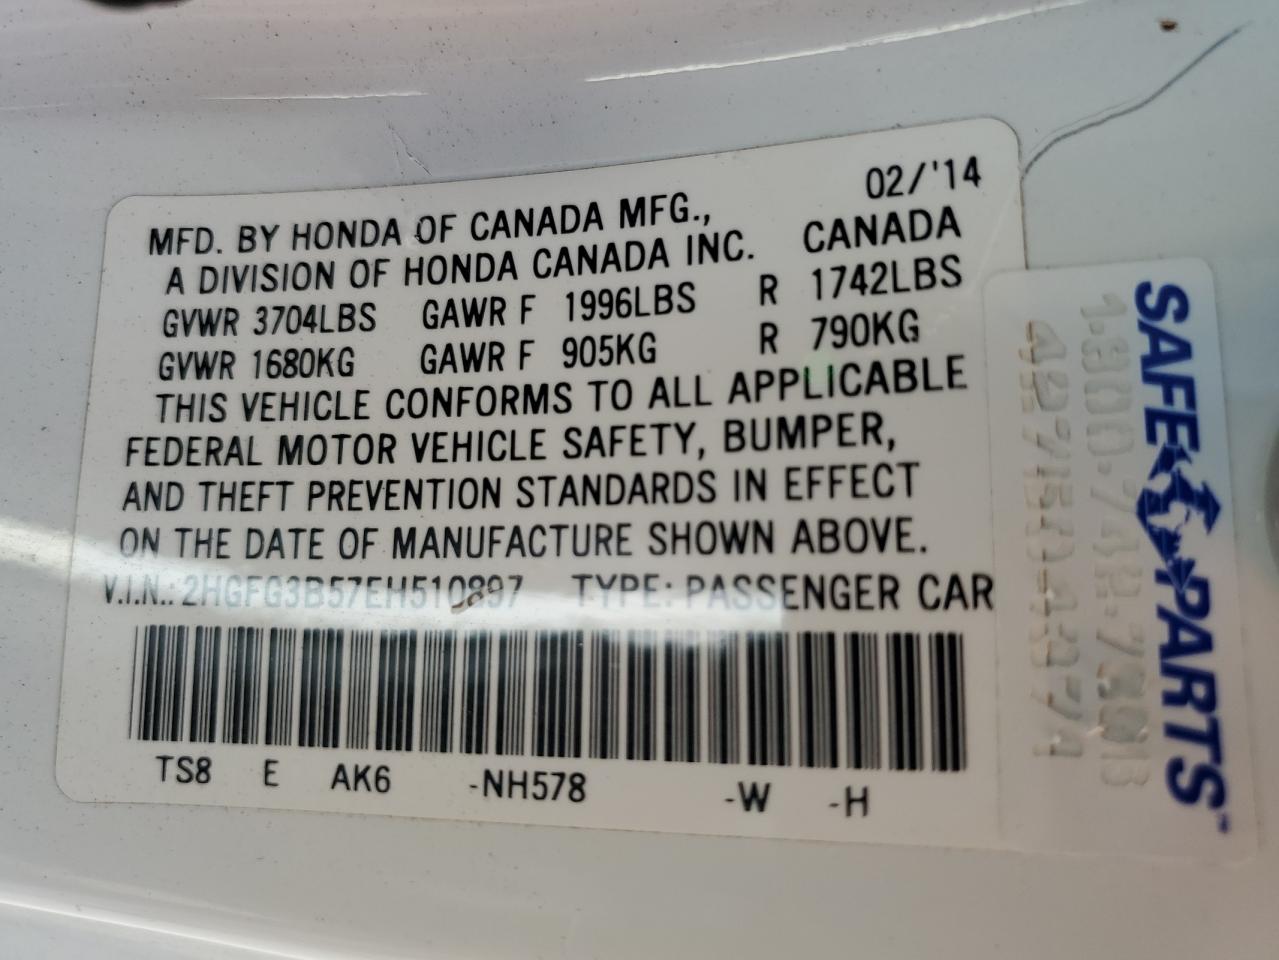 02/'14
MFD. BY HONDA OF CANADA MFG.,
A DIVISION OF HONDA CANADA INC. CANADA
GVWR 3704LBS GAWR F 1996LBS R 1742LBS
GVWR 1680KG GAWR F 905KG R 790KG
THIS VEHICLE CONFORMS TO ALL APPLICABLE
FEDERAL MOTOR VEHICLE SAFETY, BUMPER,
AND THEFT PREVENTION STANDARDS IN EFFECT
ON THE DATE OF MANUFACTURE SHOWN ABOVE.
V.I.N.: 2HGFG3B57EH510897 TYPE: PASSENGER CAR
TS8 E AK6 -NH578 -W -H
SAFE PARTS™